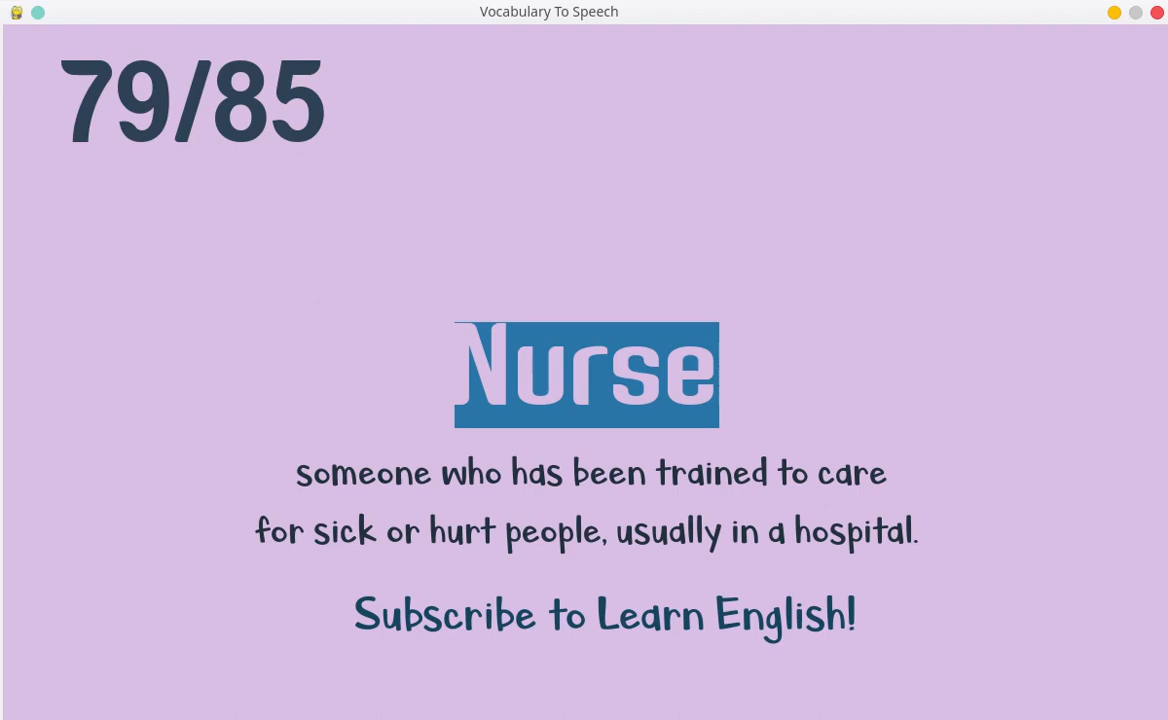 Vocabulary To Speech
79/85
Nurse
someone who has been trained to care
for sick or hurt people, usually in a hospital.
Subscribe to Learn English!